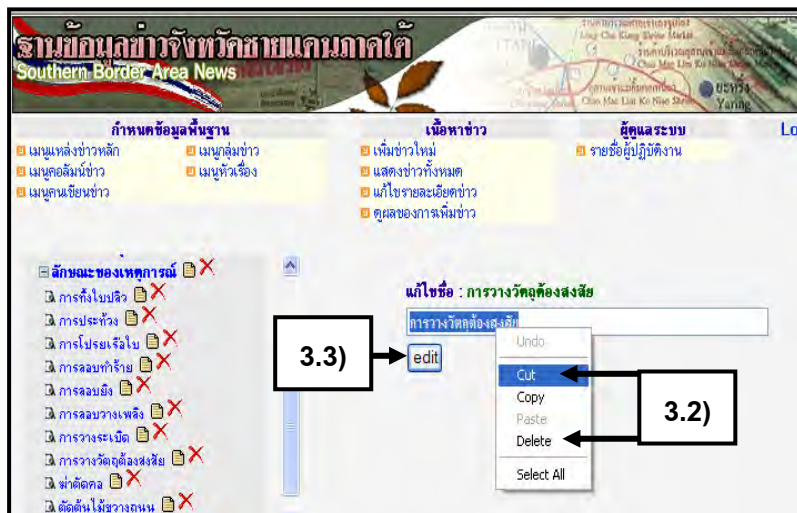 ฐานข้อมูลข่าวจังหวัดชายแดนภาคใต้
Southern Border Area News
Yaring
กำหนดข้อมูลพื้นฐาน
เมนูแหล่งข่าวหลัก
เมนูกลุ่มข่าว
เมนูคอลัมน์ข่าว
เมนูหัวเรื่อง
เมนูคนเขียนข่าว
เนื้อหาข่าว
เพิ่มข่าวใหม่
แสดงข่าวทั้งหมด
แก้ไขรายละเอียดข่าว
ดูผลของการเพิ่มข่าว
ผู้ดูแลระบบ
รายชื่อผู้ปฏิบัติงาน
Lo
ลักษณะของเหตุการณ์
การทิ้งใบปลิว
การประท้วง
การโปรยเรือใบ
การลอบทำร้าย
การลอบยิง
การลอบวางเพลิง
การวางระเบิด
การวางวัตถุต้องสงสัย
ฆ่าตัดคอ
ตัดต้นไม้ขวางถนน
แก้ไขชื่อ : การวางวัตถุต้องสงสัย
การวางวัตถุต้องสงสัย
3.3)
edit
Undo
Cut
Copy
Paste
Delete
Select All
3.2)